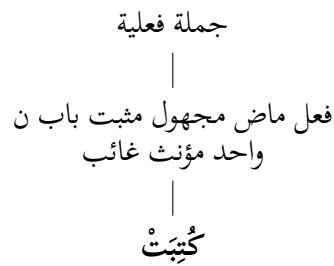 جملة فعلية
فعل ماض مجهول مثبت باب ن
واحد مؤنث غائب
كُتِبَتْ